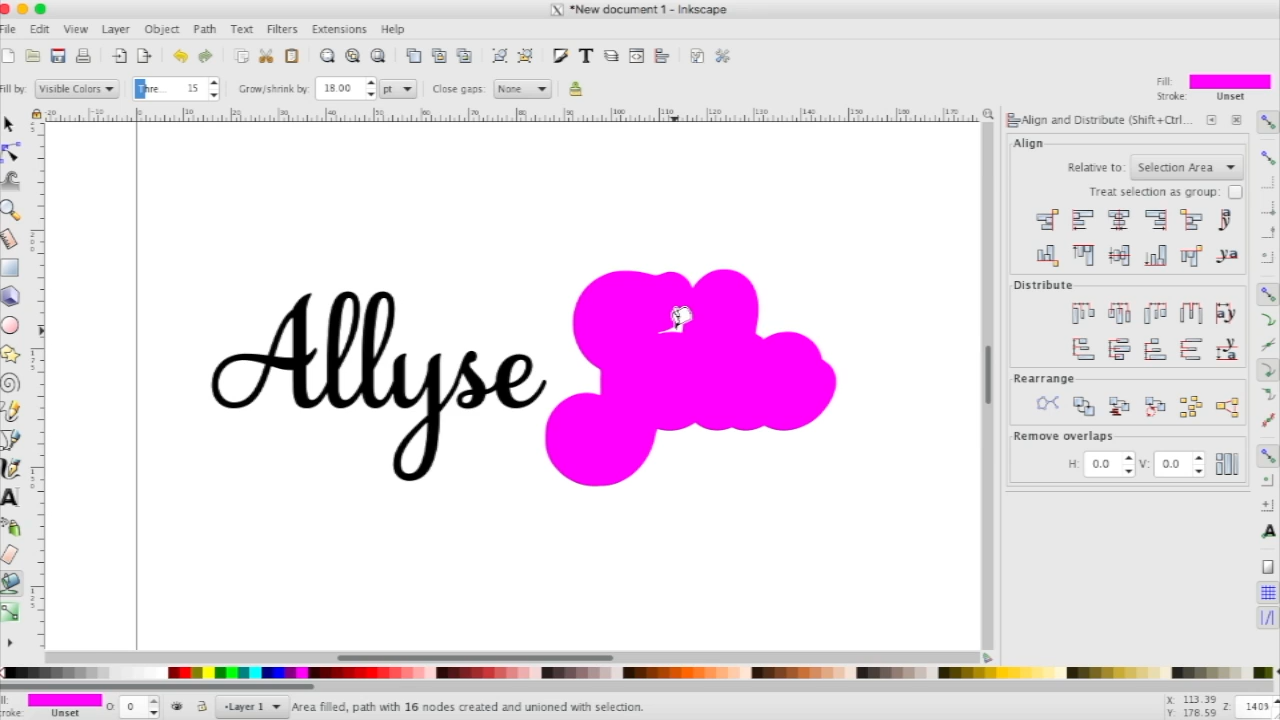 *New document 1 - Inkscape
File Edit View Layer Object Path Text Filters Extensions Help
Fill by: Visible Colors Thre... 15 Grow/shrink by: 18.00 pt Close gaps: None
Fill:
Stroke: Unset
Align and Distribute (Shift+Ctrl...
Align
Relative to: Selection Area
Treat selection as group:
Distribute
Rearrange
Remove overlaps
H: 0.0 V: 0.0
Allyse
Unset
O: 0
•Layer 1
Area filled, path with 16 nodes created and unioned with selection.
X: 113.39
Y: 178.59
Z: 1403